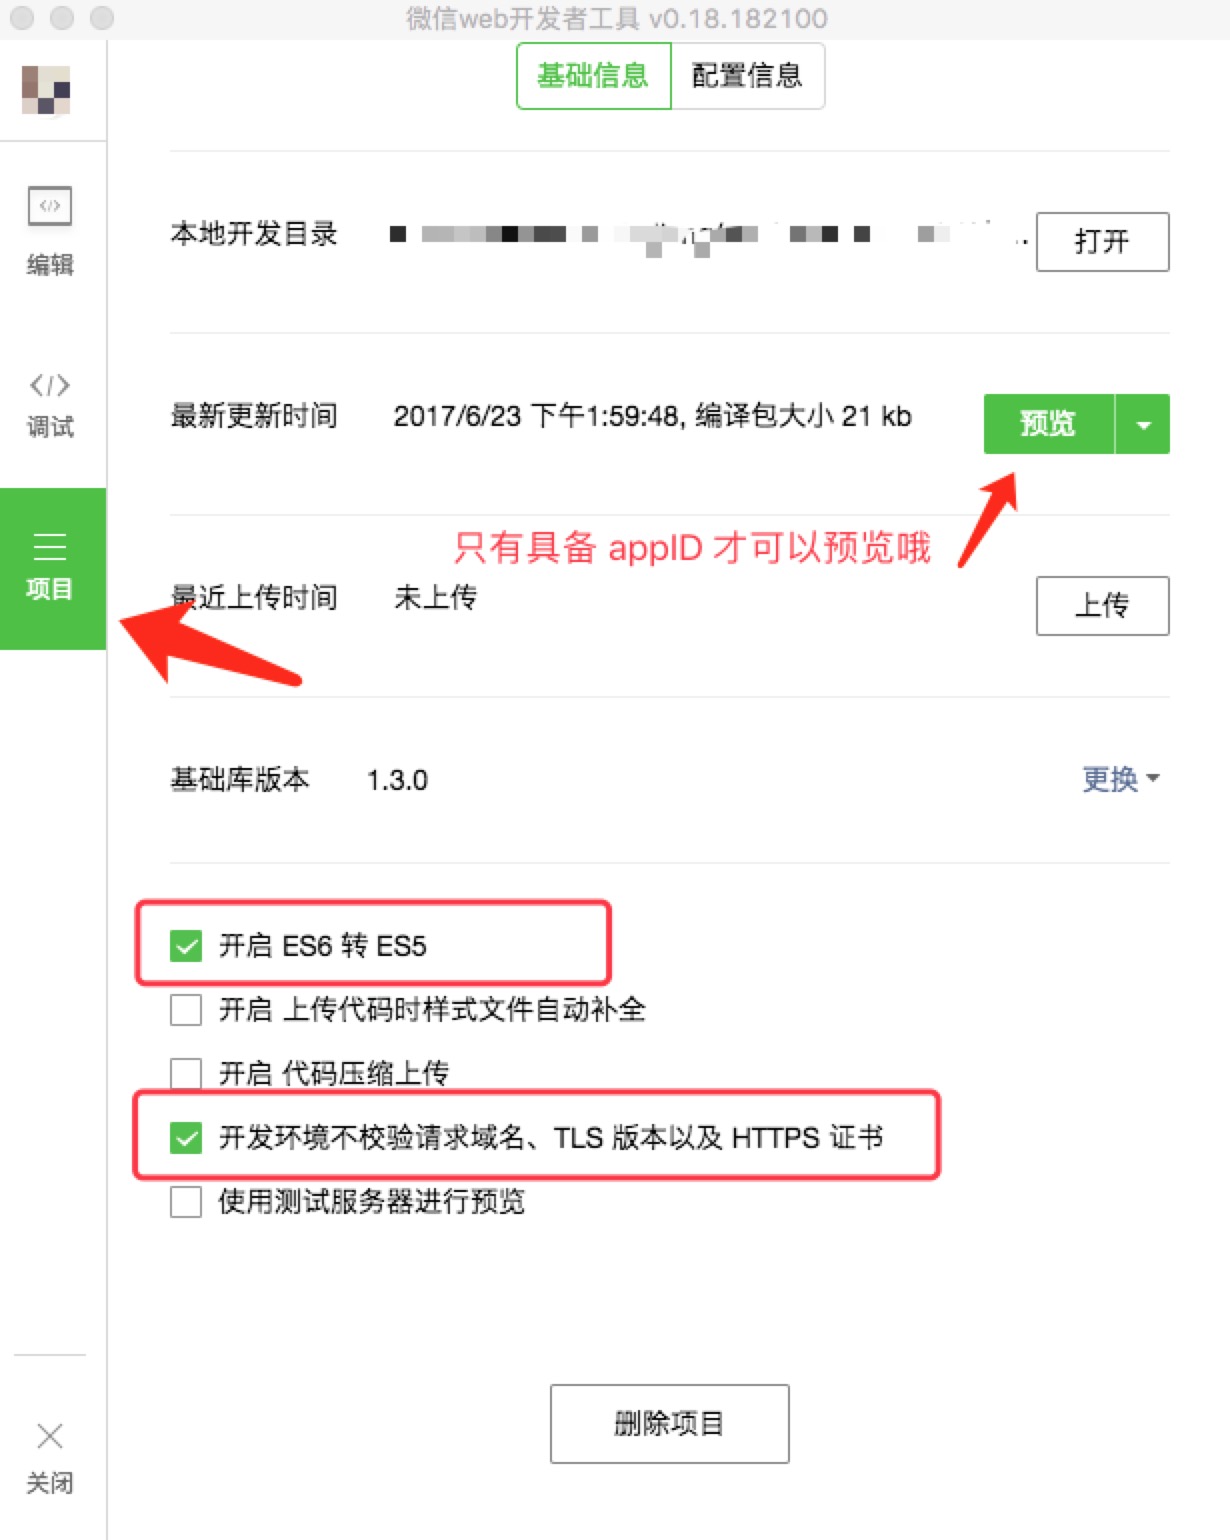 微信web开发者工具 v0.18.182100
基础信息
配置信息
本地开发目录
打开
编辑
调试
最新更新时间
2017/6/23 下午1:59:48, 编译包大小 21 kb
预览
只有具备 appID 才可以预览哦
项目
最近上传时间
未上传
上传
基础库版本
1.3.0
更换
开启 ES6 转 ES5
开启 上传代码时样式文件自动补全
开启 代码压缩上传
开发环境不校验请求域名、TLS 版本以及 HTTPS 证书
使用测试服务器进行预览
删除项目
关闭